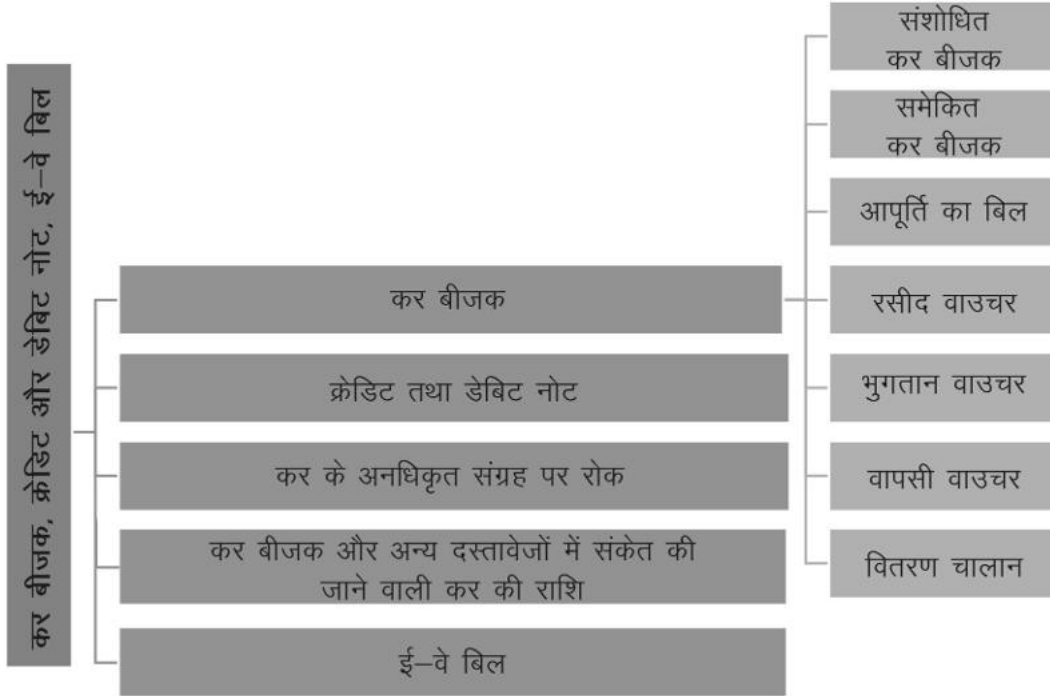 कर बीजक, क्रेडिट और डेबिट नोट, ई–वे बिल
कर बीजक
क्रेडिट तथा डेबिट नोट
कर के अनधिकृत संग्रह पर रोक
कर बीजक और अन्य दस्तावेजों में संकेत की
जाने वाली कर की राशि
ई–वे बिल
संशोधित
कर बीजक
समेकित
कर बीजक
आपूर्ति का बिल
रसीद वाउचर
भुगतान वाउचर
वापसी वाउचर
वितरण चालान